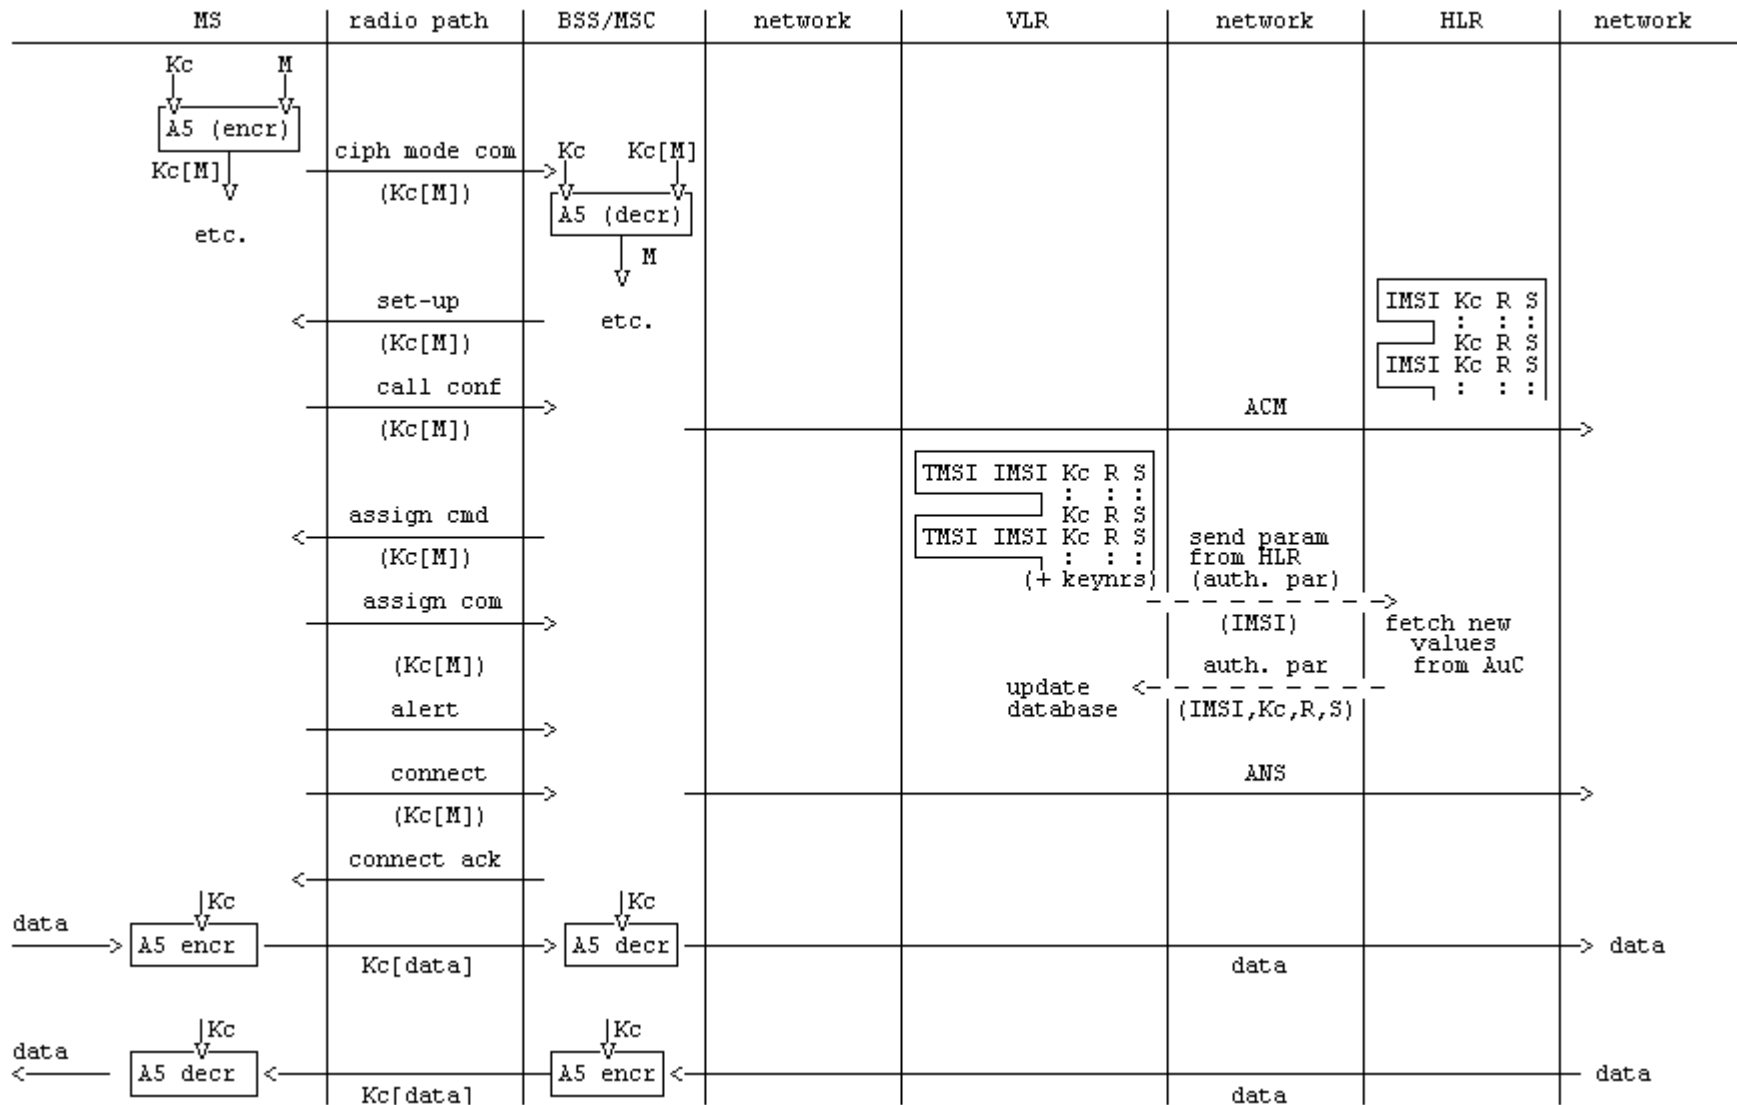 MS radio path BSS/MSC network VLR network HLR network
Kc M
A5 (encr)
ciph mode com Kc Kc[M]
Kc[M]
(Kc[M])
A5 (decr)
etc.
M
set-up IMSI Kc R S
etc. : : :
(Kc[M]) Kc R S
IMSI Kc R S
call conf : : :
ACM
(Kc[M])
TMSI IMSI Kc R S
: : :
assign cmd Kc R S
TMSI IMSI Kc R S send param
(Kc[M]) : : : from HLR
(+ keynrs) (auth. par)
assign com
(IMSI) fetch new
values
(Kc[M]) auth. par from AuC
update
alert database (IMSI,Kc,R,S)
connect ANS
(Kc[M])
connect ack
Kc Kc
data
A5 encr A5 decr data
Kc[data] data
Kc Kc
data
A5 decr A5 encr data
Kc[data] data